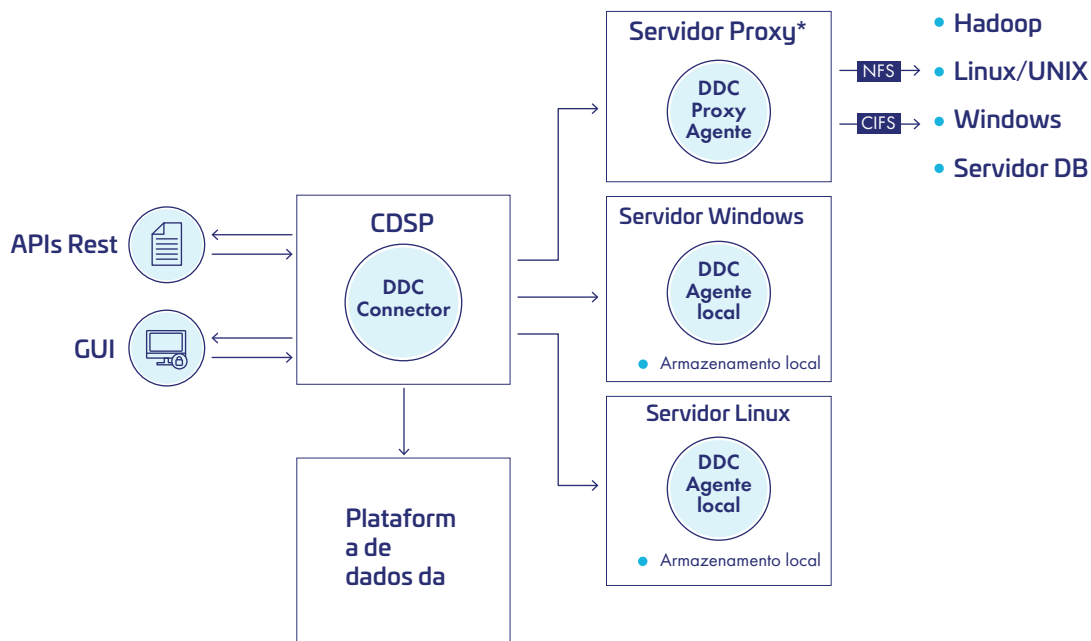 APIs Rest
GUI
CDSP
DDC
Connector
Plataform
a de
dados da
Servidor Proxy*
DDC
Proxy
Agente
NFS
CIFS
Hadoop
Linux/UNIX
Windows
Servidor DB
Servidor Windows
DDC
Agente
local
Armazenamento local
Servidor Linux
DDC
Agente
local
Armazenamento local